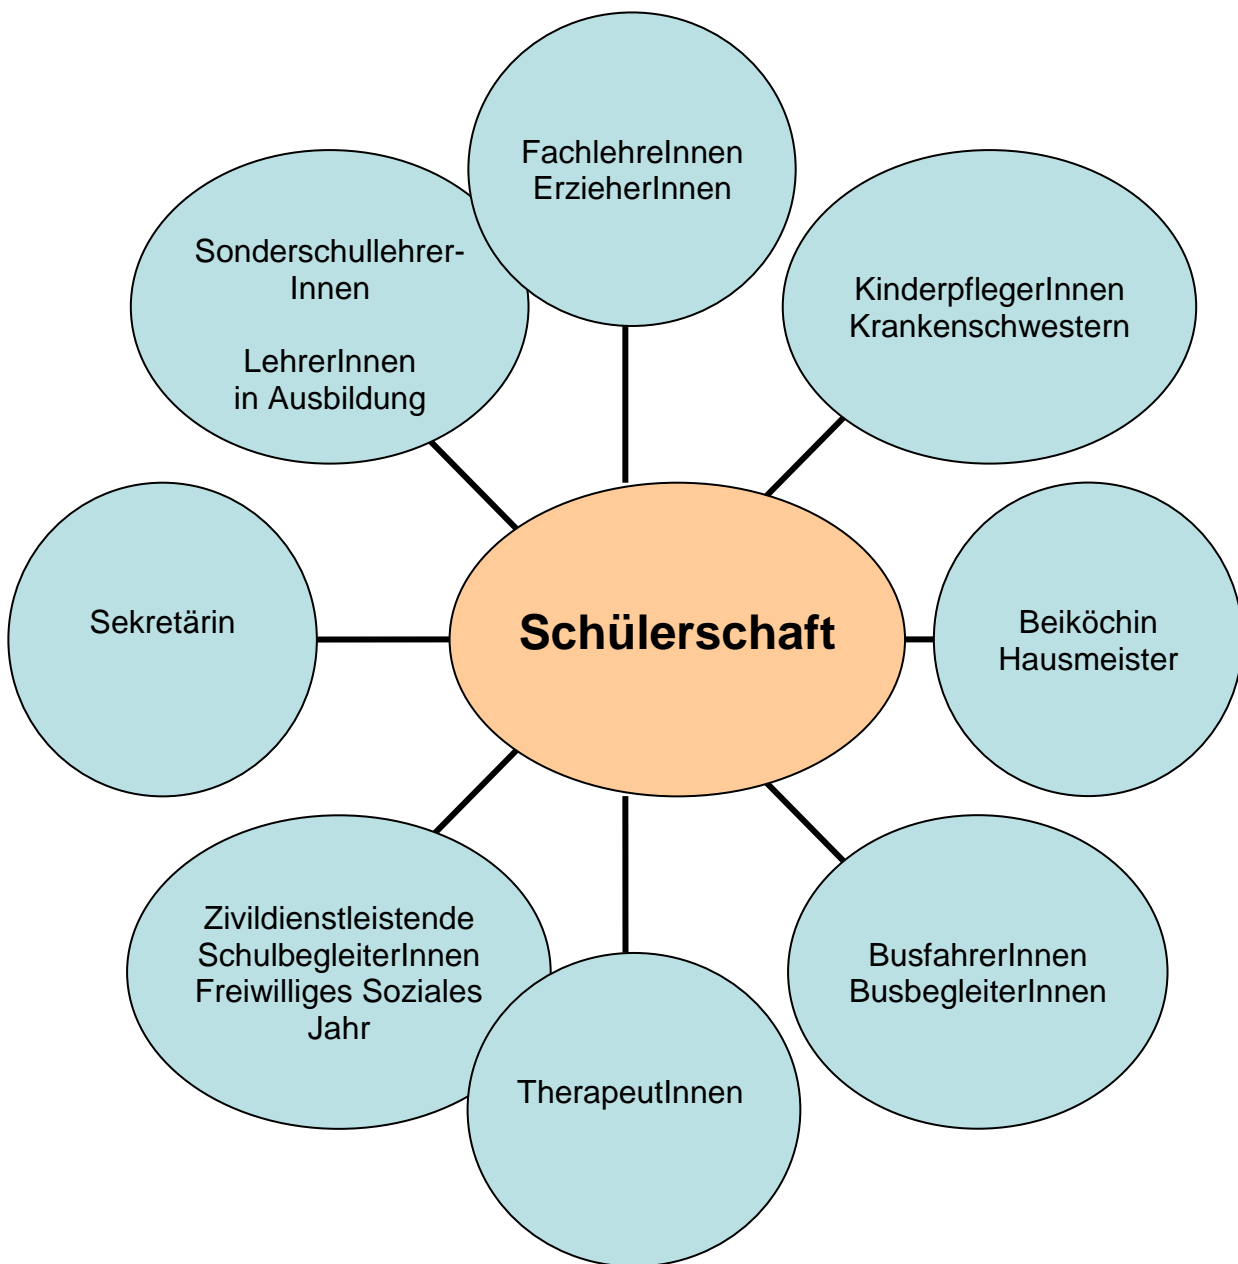 FachlehreInnen
ErzieherInnen
Sonderschullehrer-
Innen
LehrerInnen
in Ausbildung
KinderpflegerInnen
Krankenschwestern
Sekretärin
Schülerschaft
Beiköchin
Hausmeister
Zivildienstleistende
SchulbegleiterInnen
Freiwilliges Soziales
Jahr
BusfahrerInnen
BusbegleiterInnen
TherapeutInnen